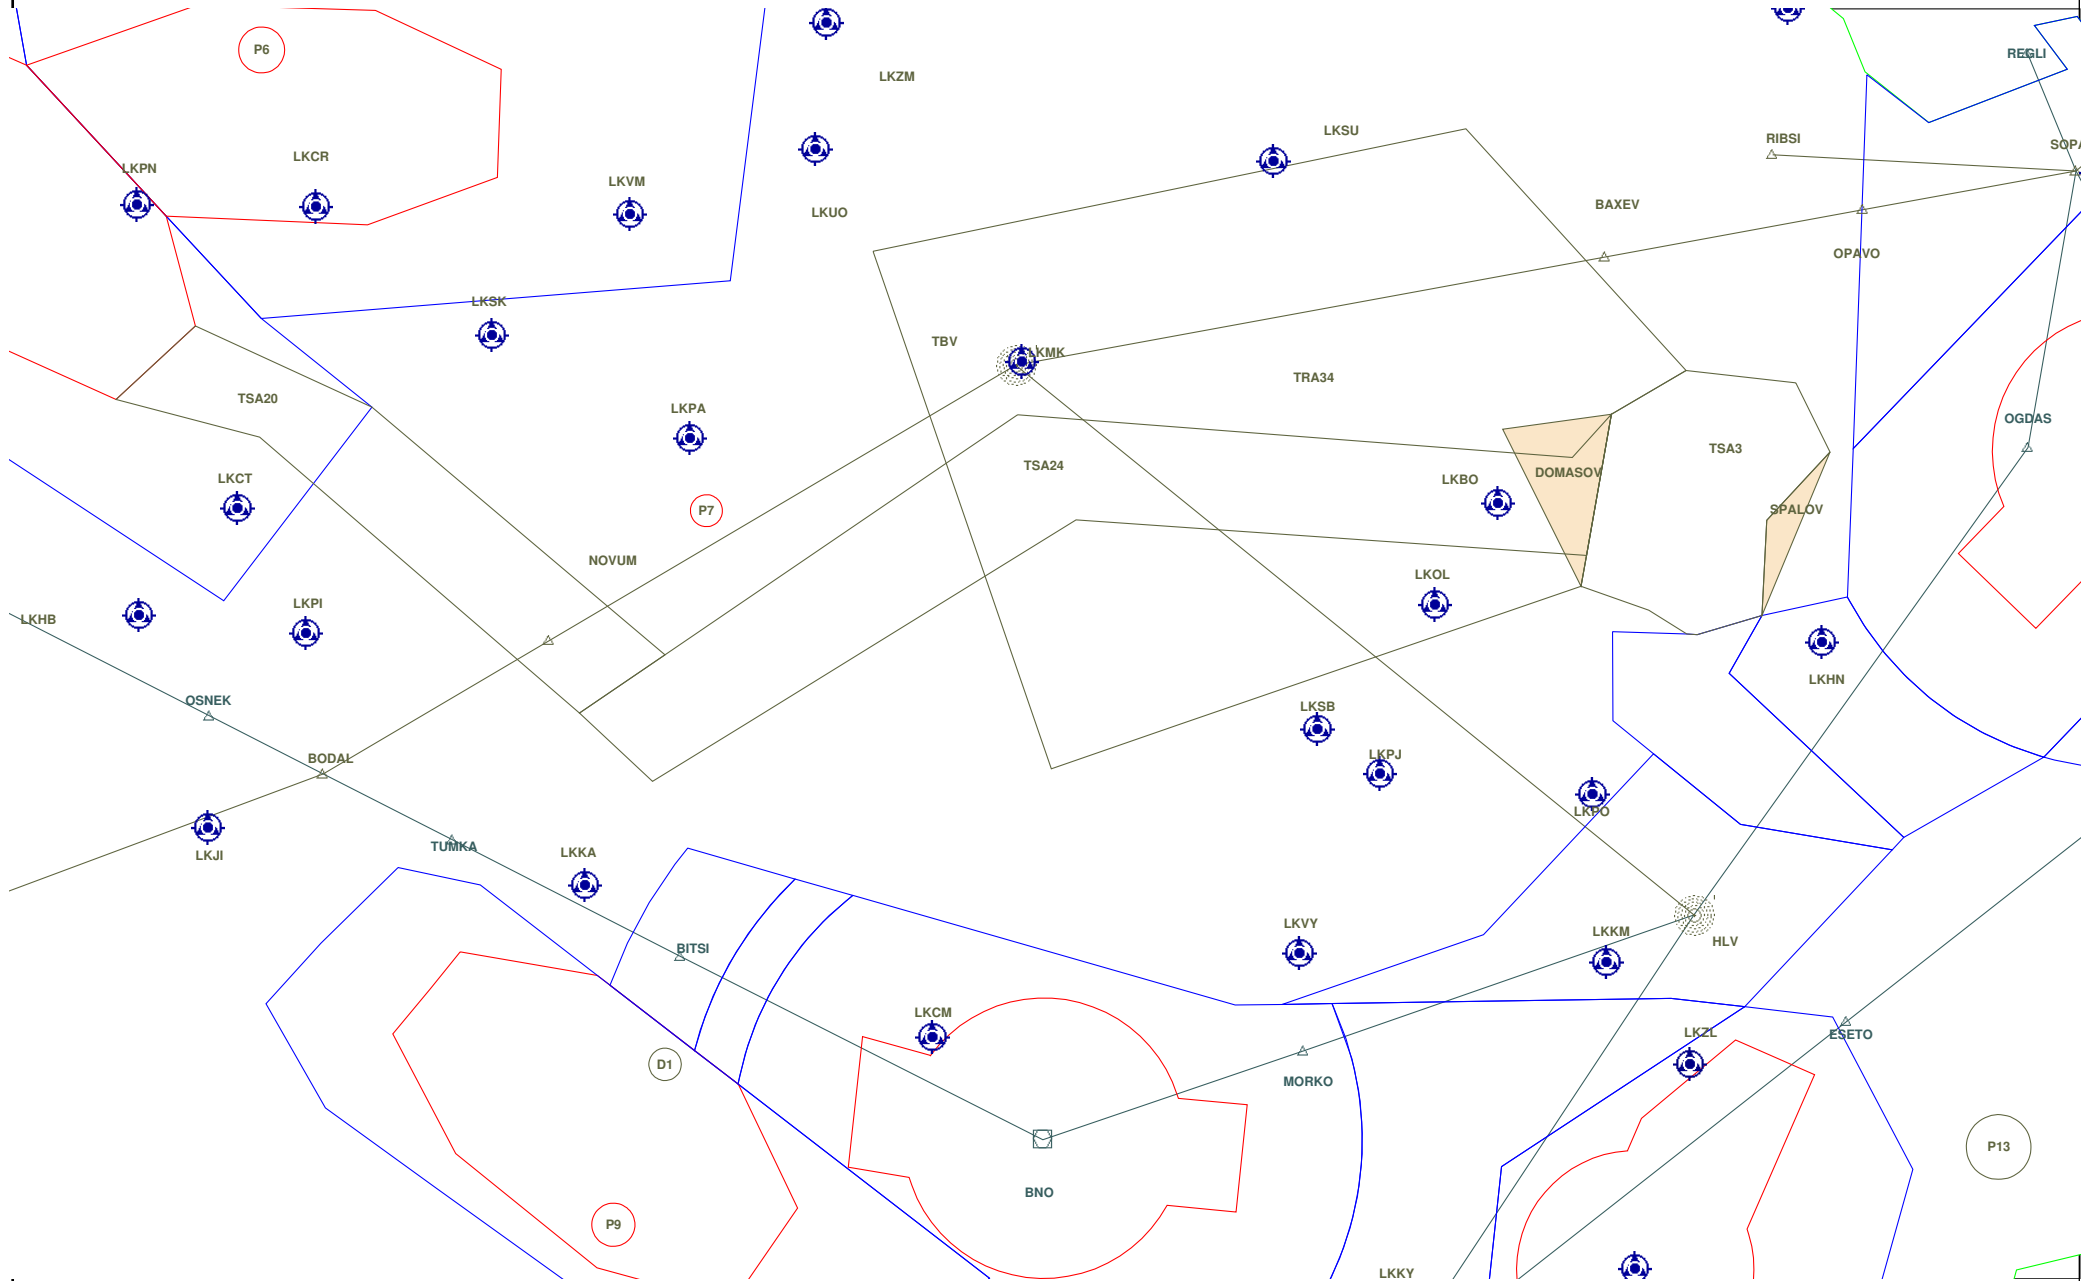 P6
REGLI
LKZM
LKSU
RIBSI
SOPA
LKCR
LKPN
LKVM
BAXEV
LKUO
OPAVO
LKSK
TBV
LKMK
TRA34
TSA20
LKPA
OGDAS
TSA3
TSA24
DOMASOV
LKCT
LKBO
P7
SPALOV
NOVUM
LKOL
LKPI
LKHB
LKHN
OSNEK
LKSB
BODAL
LKPJ
LKPO
TUMKA
LKJI
LKKA
LKVY
LKKM
HLV
BITSI
LKCM
LKZL
ESETO
D1
MORKO
P13
BNO
P9
LKKY